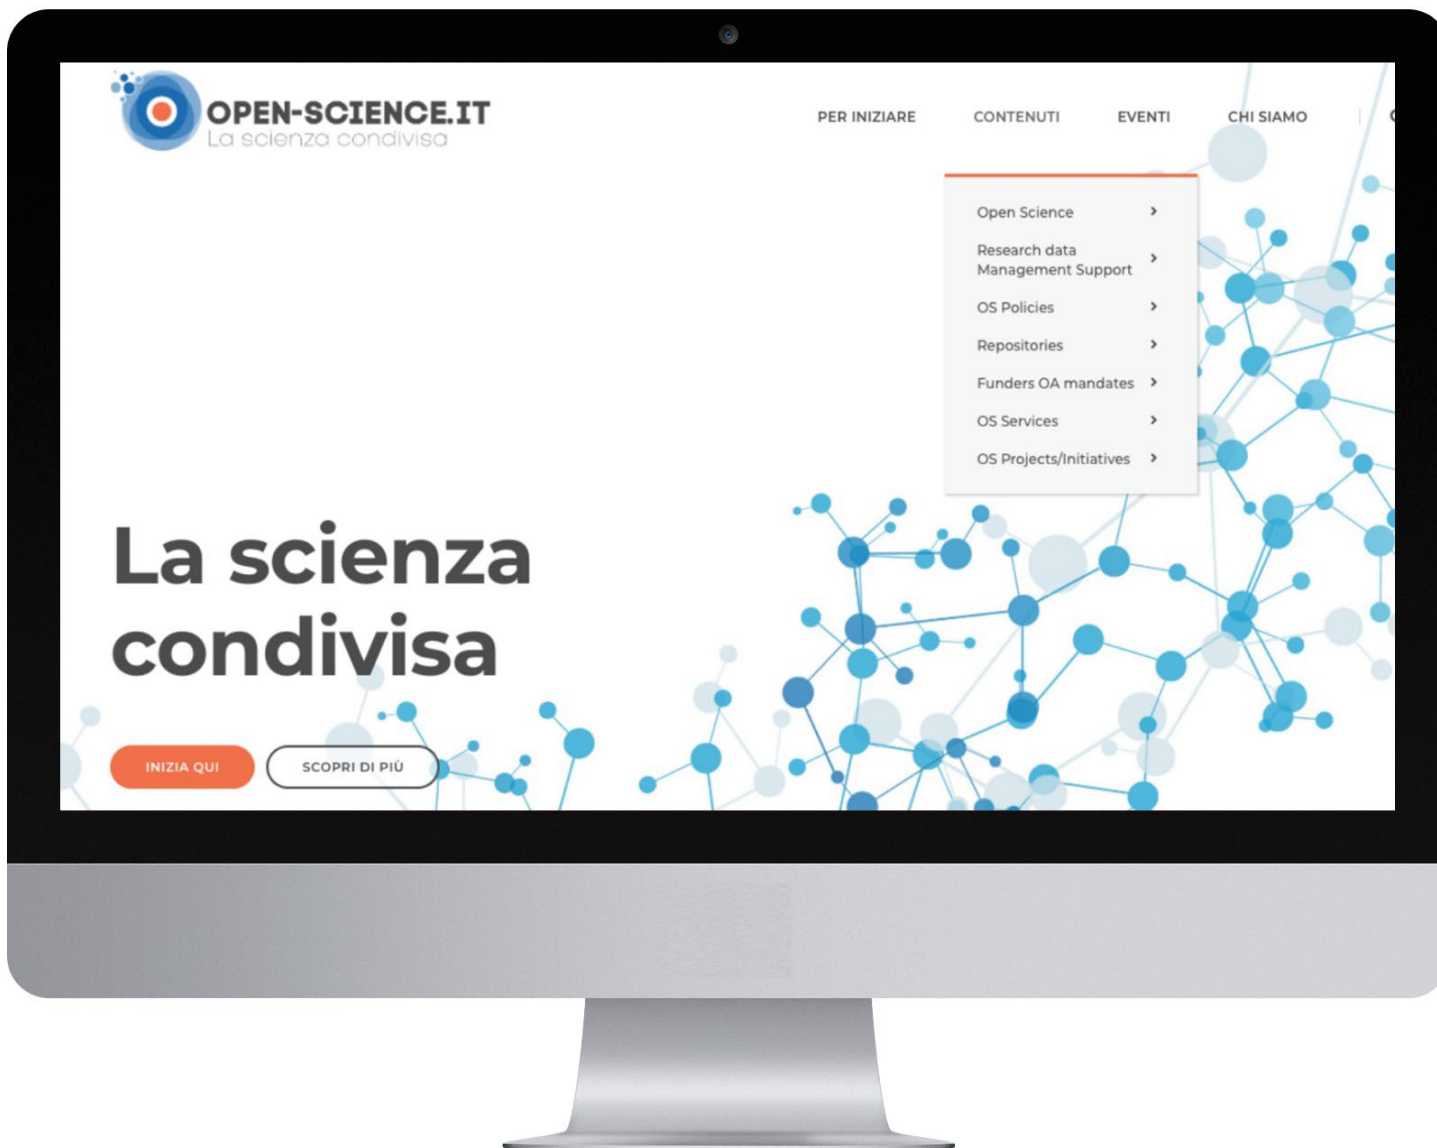 OPEN-SCIENCE.IT
La scienza condivisa
PER INIZIARE
CONTENUTI
EVENTI
CHI SIAMO
Open Science
Research data
Management Support
OS Policies
Repositories
Funders OA mandates
OS Services
OS Projects/Initiatives
La scienza
condivisa
INIZIA QUI
SCOPRI DI PIÙ